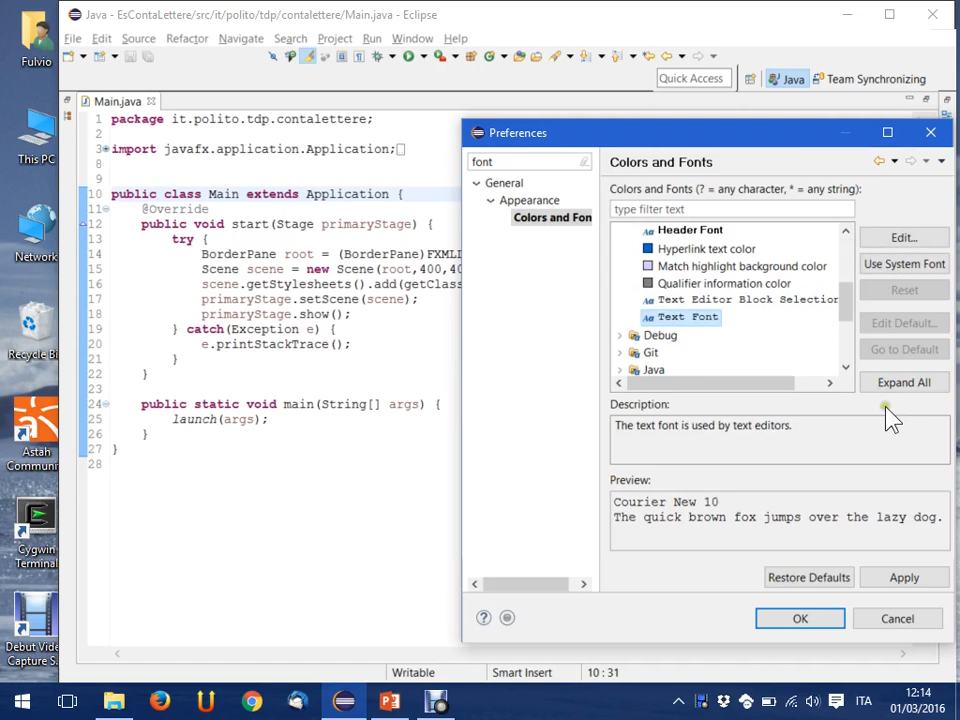 Java - EsContaLettere/src/it/polito/tdp/contalettere/Main.java - Eclipse
File Edit Source Refactor Navigate Search Project Run Window Help
Quick Access
Java
Team Synchronizing
Main.java
1 package it.polito.tdp.contalettere;
2
3 import javafx.application.Application;
8
9
10 public class Main extends Application {
11 @Override
12 public void start(Stage primaryStage) {
13 try {
14 BorderPane root = (BorderPane)FXMLL
15 Scene scene = new Scene(root,400,40
16 scene.getStylesheets().add(getClass
17 primaryStage.setScene(scene);
18 primaryStage.show();
19 } catch(Exception e) {
20 e.printStackTrace();
21 }
22 }
23
24 public static void main(String[] args) {
25 launch(args);
26 }
27 }
28
Writable
Smart Insert
10 : 31
Preferences
font
General
Appearance
Colors and Fon
Colors and Fonts
Colors and Fonts (? = any character, * = any string):
type filter text
Header Font
Hyperlink text color
Match highlight background color
Qualifier information color
Text Editor Block Selection
Text Font
Debug
Git
Java
Edit...
Use System Font
Reset
Edit Default...
Go to Default
Expand All
Description:
The text font is used by text editors.
Preview:
Courier New 10
The quick brown fox jumps over the lazy dog.
Restore Defaults
Apply
OK
Cancel
Fulvio
This PC
Network
Recycle Bi
Astah
Commun
Cygwin
Terminal
Debut Vide
Capture S
ITA
12:14
01/03/2016